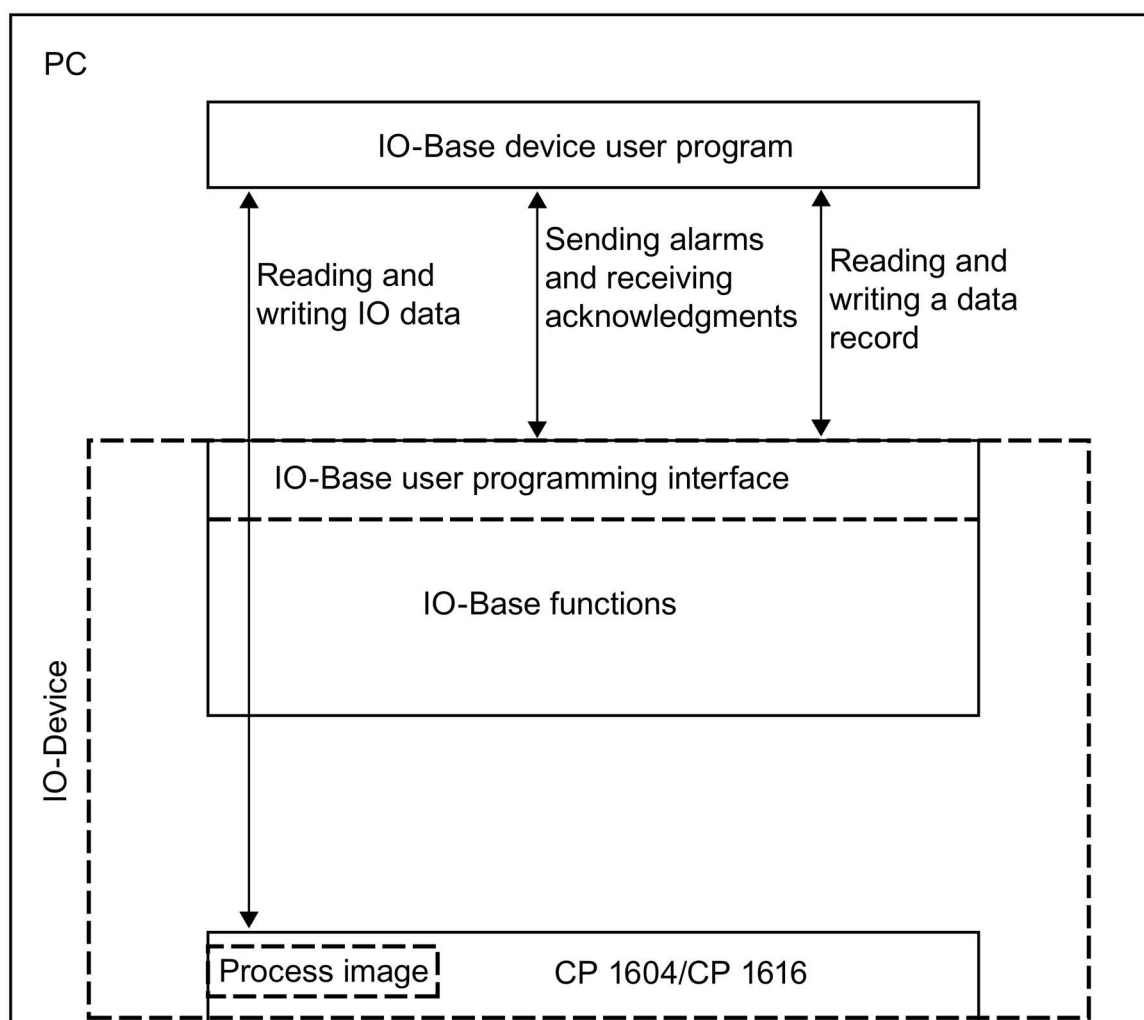 PC
IO-Base device user program
Reading and
writing IO data
Sending alarms
and receiving
acknowledgments
Reading and
writing a data
record
IO-Base user programming interface
IO-Base functions
IO-Device
Process image
CP 1604/CP 1616